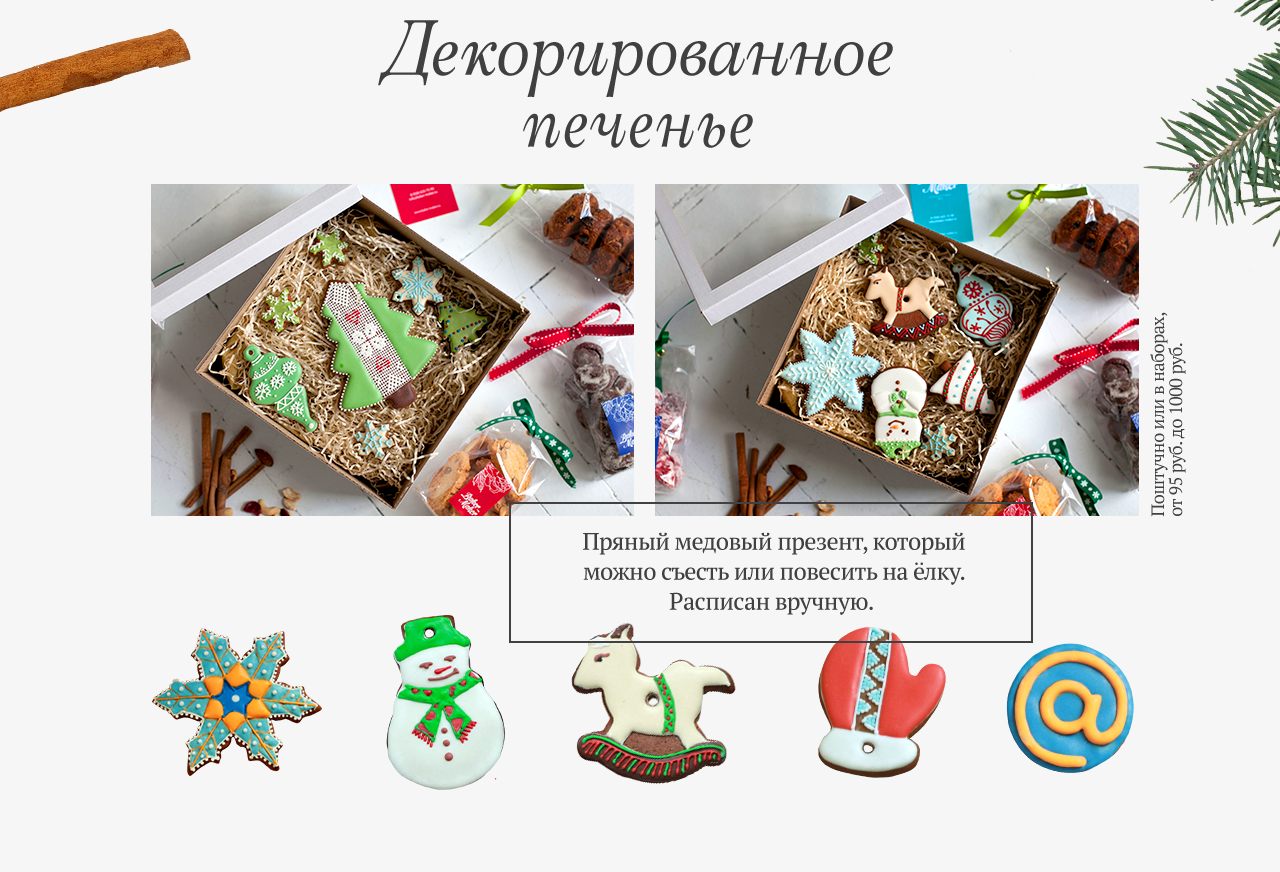 Декорированное
печенье
Поштучно или в наборах,
от 95 руб. до 1000 руб.
Пряный медовый презент, который
можно съесть или повесить на ёлку.
Расписан вручную.
@